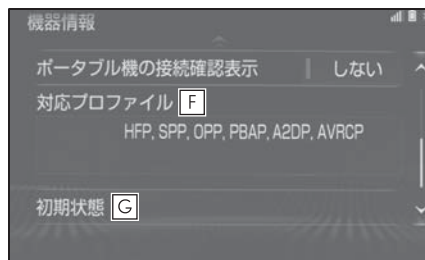 機器情報
ポータブル機の接続確認表示 しない
対応プロファイル F
HFP, SPP, OPP, PBAP, A2DP, AVRCP
初期状態 G